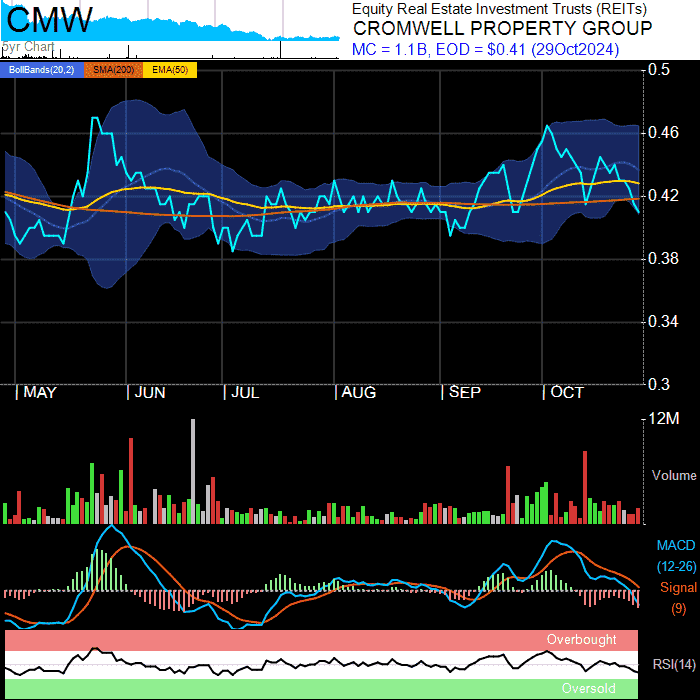 CMW
5yr Chart
Equity Real Estate Investment Trusts (REITs)
CROMWELL PROPERTY GROUP
MC = 1.1B, EOD = $0.41 (29Oct2024)
BollBands(20,2) SMA(200) EMA(50)
0.5
0.46
0.42
0.38
0.34
0.3
MAY JUN JUL AUG SEP OCT
12M
Volume
MACD
(12-26)
Signal
(9)
Overbought
RSI(14)
Oversold